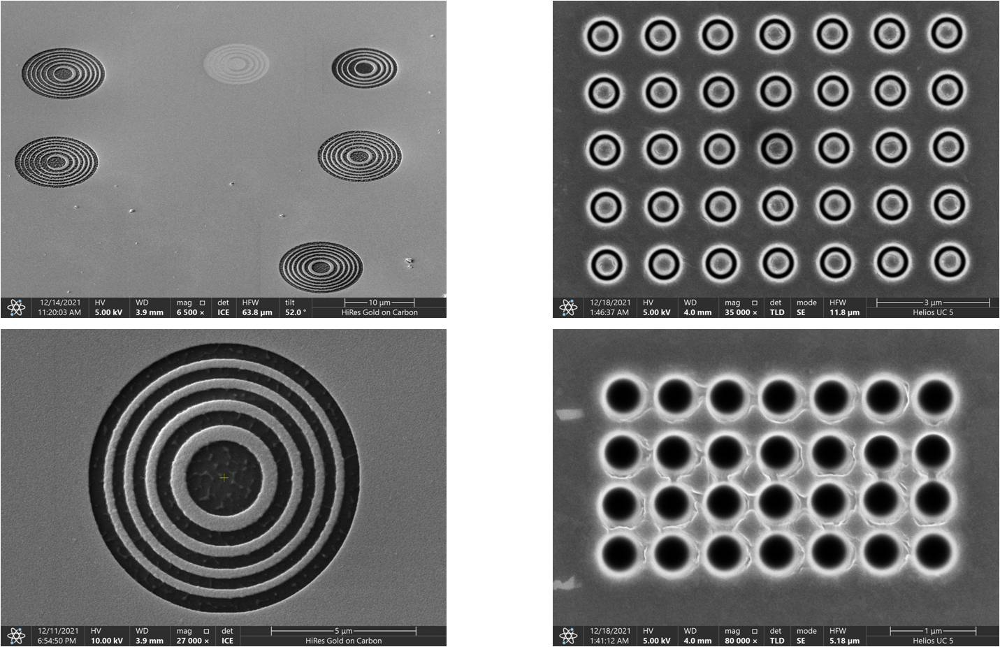 12/14/2021 HV WD mag det HFW tilt 10 µm
11:20:03 AM 5.00 kV 3.9 mm 6 500 × ICE 63.8 µm 52.0 ° HiRes Gold on Carbon
12/18/2021 HV WD mag det mode HFW 3 µm
1:46:37 AM 5.00 kV 4.0 mm 35 000 × TLD SE 11.8 µm Helios UC 5
12/11/2021 HV WD mag det 5 µm
6:54:50 PM 10.00 kV 3.9 mm 27 000 × ICE HiRes Gold on Carbon
12/18/2021 HV WD mag det mode HFW 1 µm
1:41:12 AM 5.00 kV 4.0 mm 80 000 × TLD SE 5.18 µm Helios UC 5